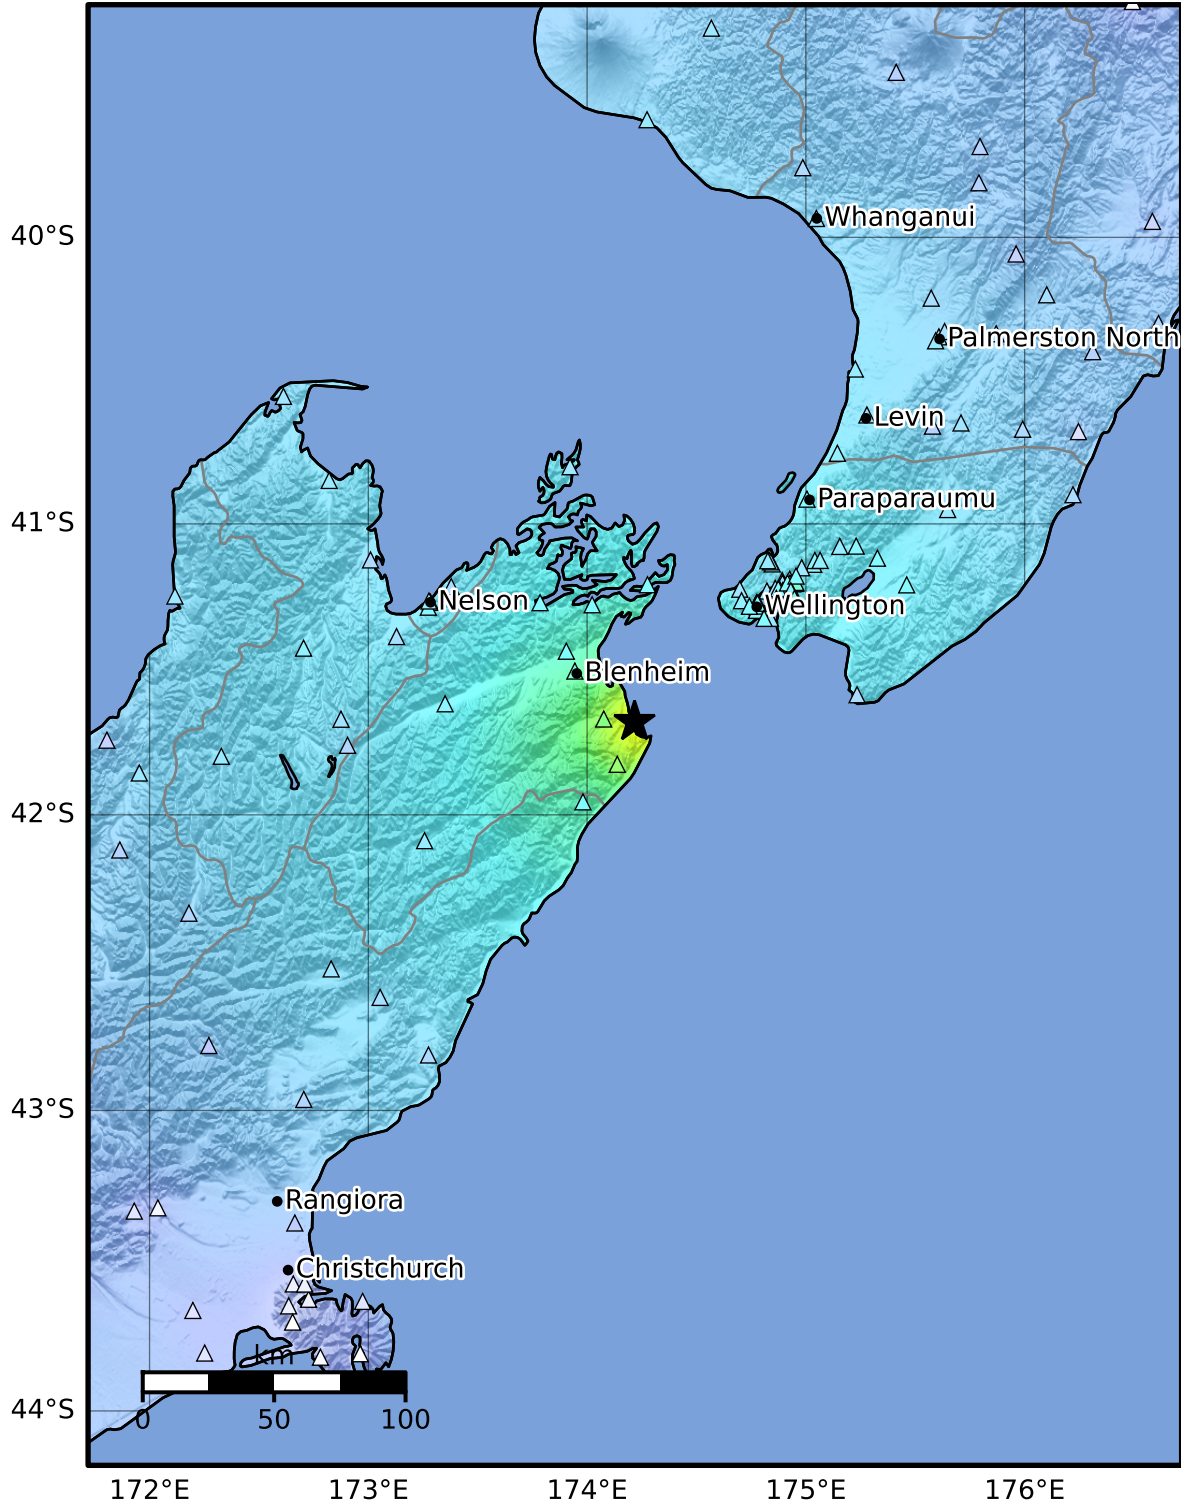 Whanganui
40°S
Palmerston North
Levin
Paraparaumu
41°S
Nelson
Wellington
Blenheim
42°S
43°S
Rangiora
Christchurch
km
0 50 100
44°S
172°E 173°E 174°E 175°E 176°E